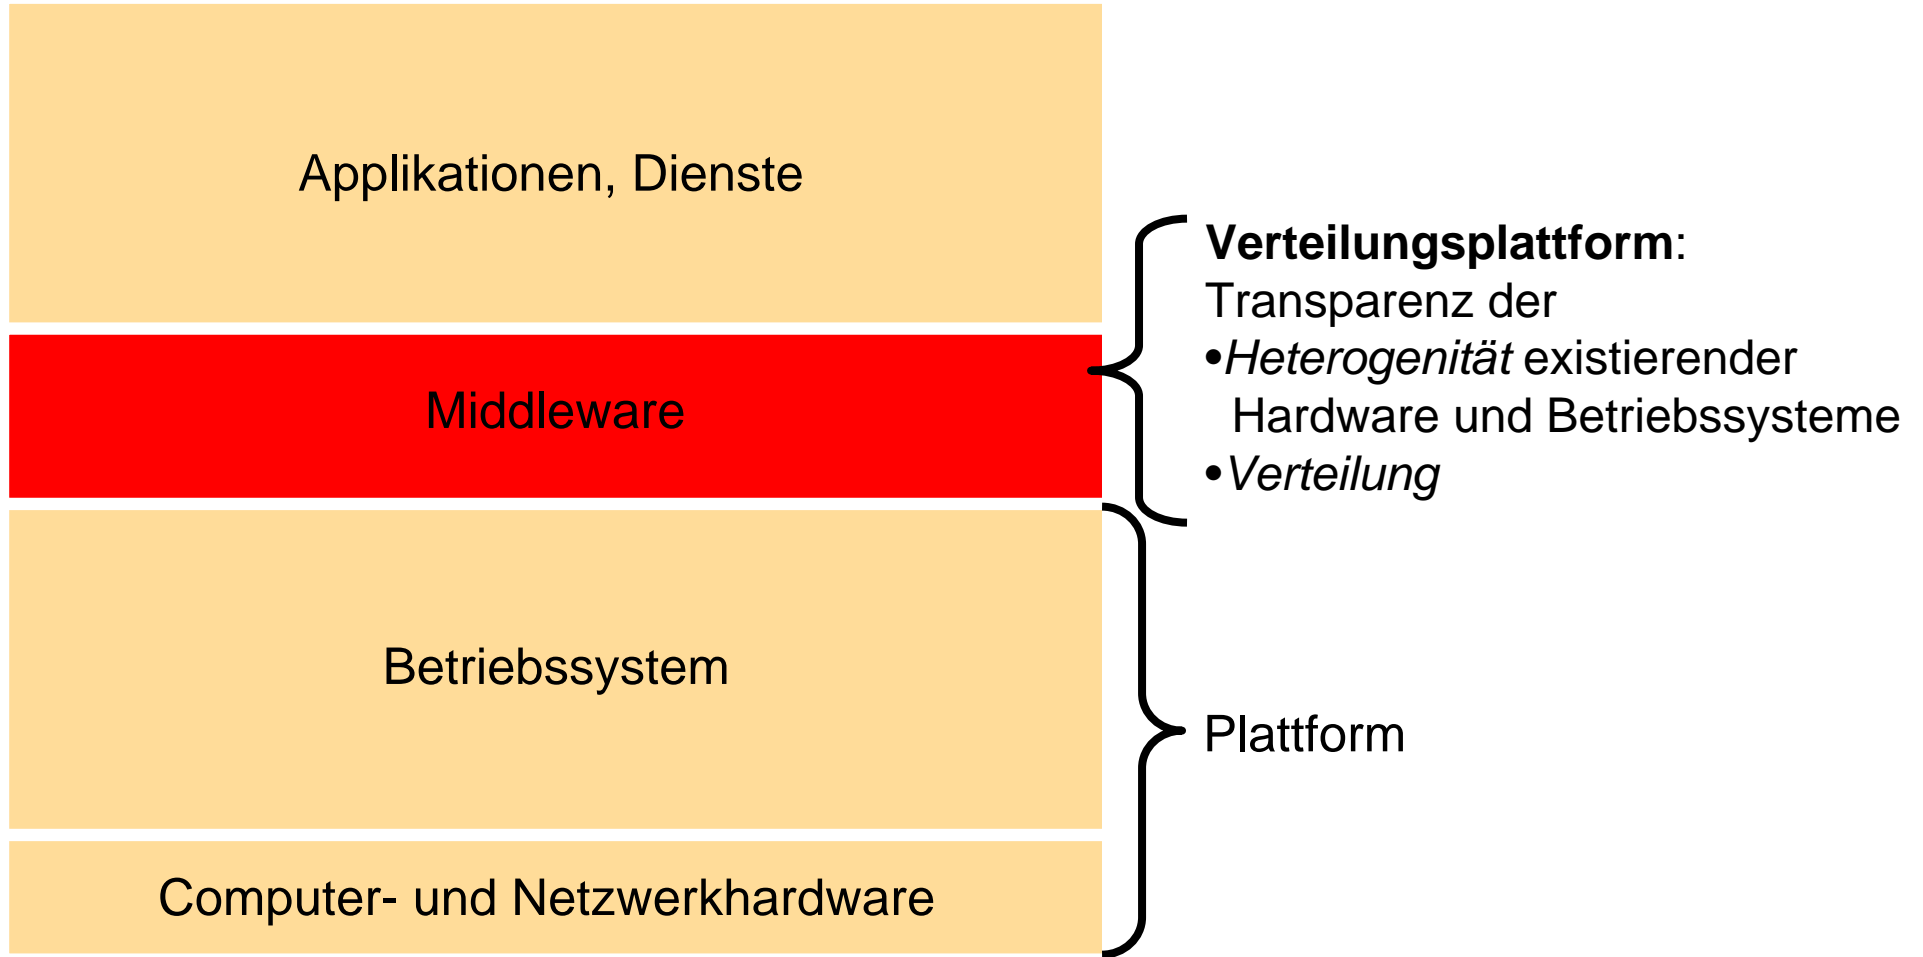 Applikationen, Dienste
Middleware
Verteilungsplattform:
Transparenz der
•Heterogenität existierender
Hardware und Betriebssysteme
•Verteilung
Betriebssystem
Plattform
Computer- und Netzwerkhardware